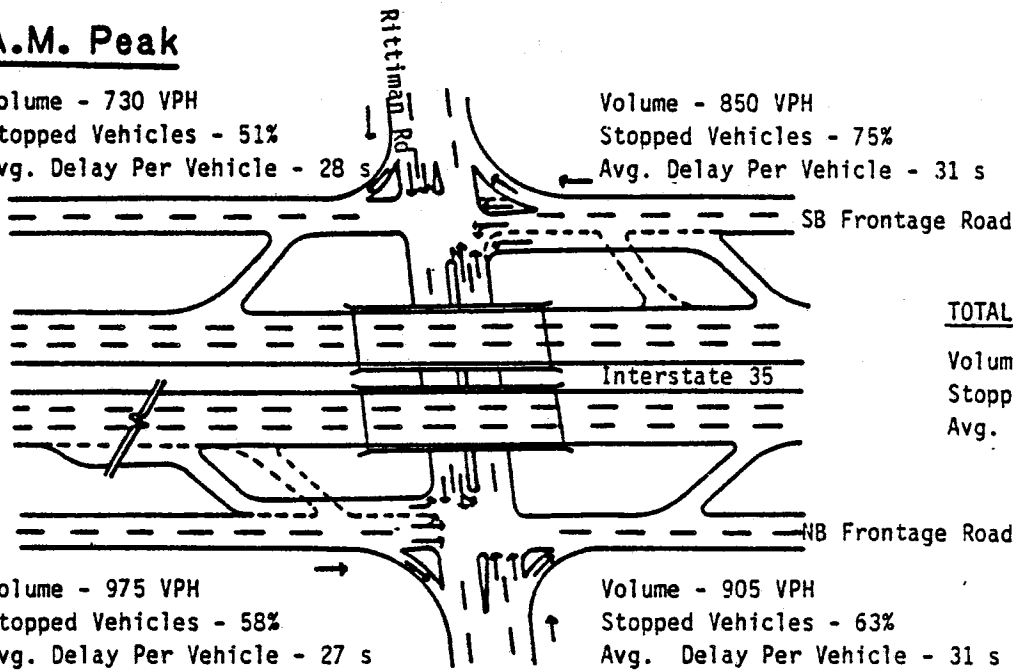 A.M. Peak
Rittiman Rd
olume - 730 VPH
topped Vehicles - 51%
vg. Delay Per Vehicle - 28 s
Volume - 850 VPH
Stopped Vehicles - 75%
Avg. Delay Per Vehicle - 31 s
SB Frontage Road
TOTAL
Volum
Stopp
Avg.
Interstate 35
NB Frontage Road
olume - 975 VPH
topped Vehicles - 58%
vg. Delay Per Vehicle - 27 s
Volume - 905 VPH
Stopped Vehicles - 63%
Avg. Delay Per Vehicle - 31 s